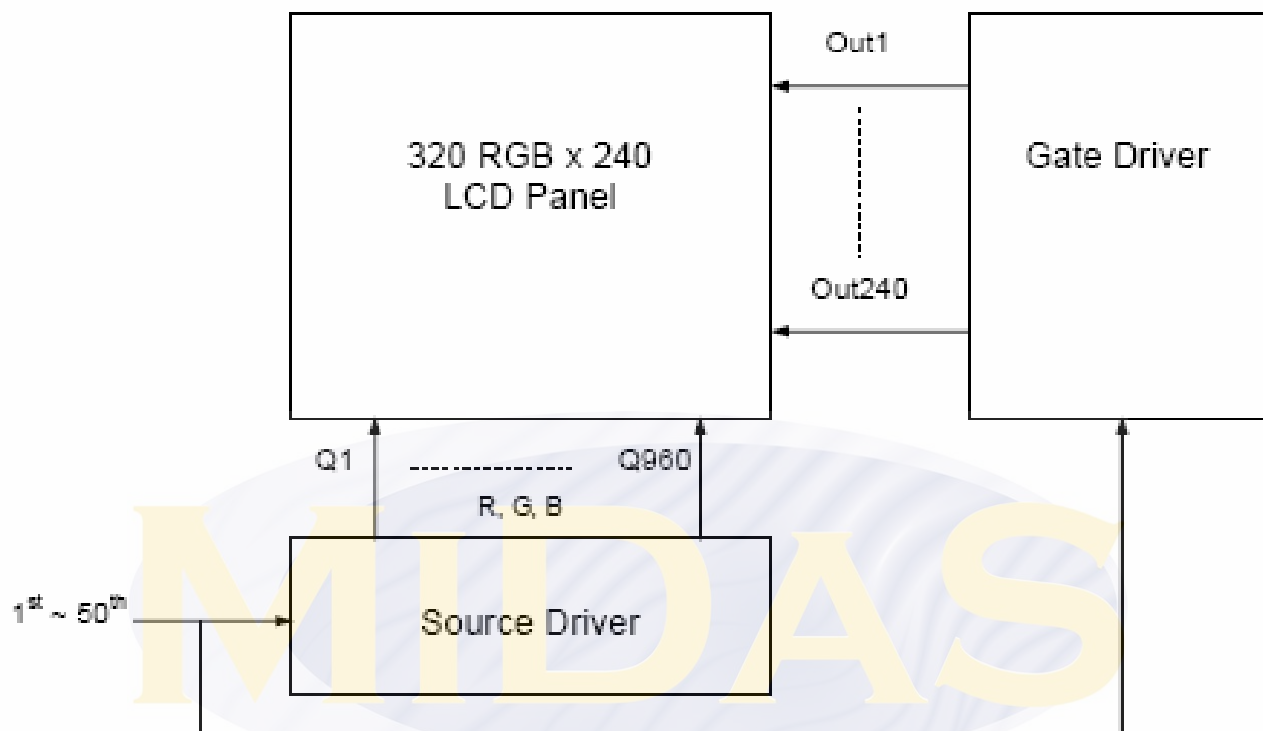 Out1
320 RGB x 240
LCD Panel
Gate Driver
Out240
Q1
Q960
R, G, B
1st ~ 50th
Source Driver
MIDAS